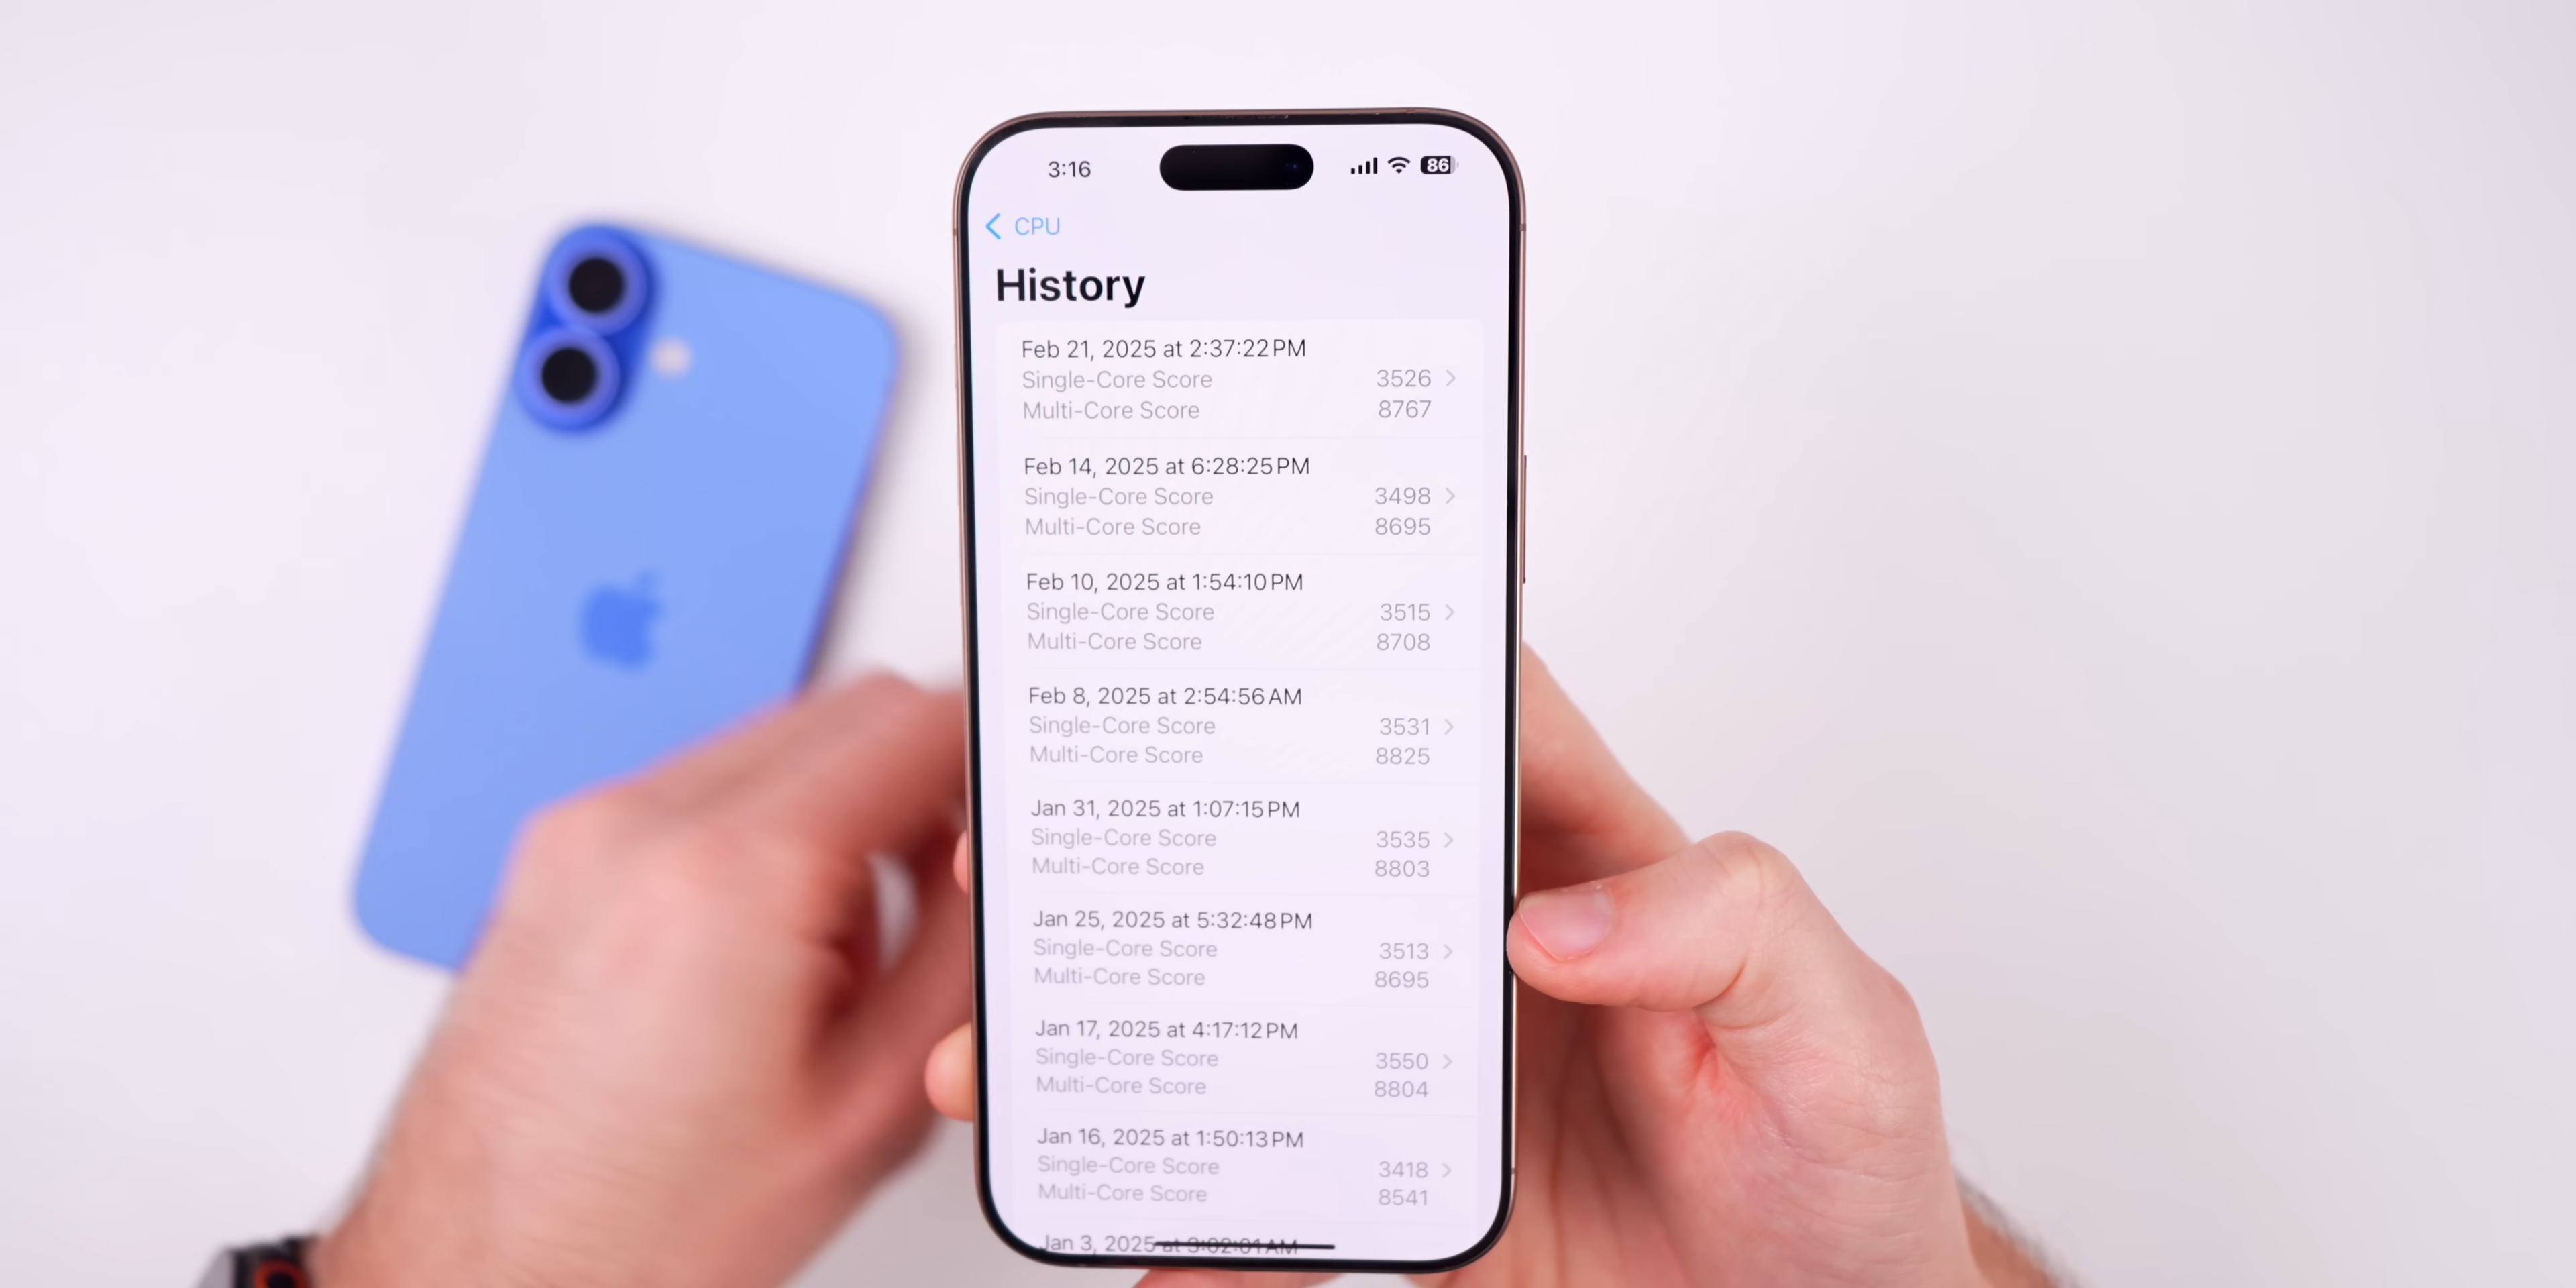 3:16
86
CPU
History
Feb 21, 2025 at 2:37:22 PM
Single-Core Score 3526
Multi-Core Score 8767
Feb 14, 2025 at 6:28:25 PM
Single-Core Score 3498
Multi-Core Score 8695
Feb 10, 2025 at 1:54:10 PM
Single-Core Score 3515
Multi-Core Score 8708
Feb 8, 2025 at 2:54:56 AM
Single-Core Score 3531
Multi-Core Score 8825
Jan 31, 2025 at 1:07:15 PM
Single-Core Score 3535
Multi-Core Score 8803
Jan 25, 2025 at 5:32:48 PM
Single-Core Score 3513
Multi-Core Score 8695
Jan 17, 2025 at 4:17:12 PM
Single-Core Score 3550
Multi-Core Score 8804
Jan 16, 2025 at 1:50:13 PM
Single-Core Score 3418
Multi-Core Score 8541
Jan 3, 2025 at 3:02:01 AM